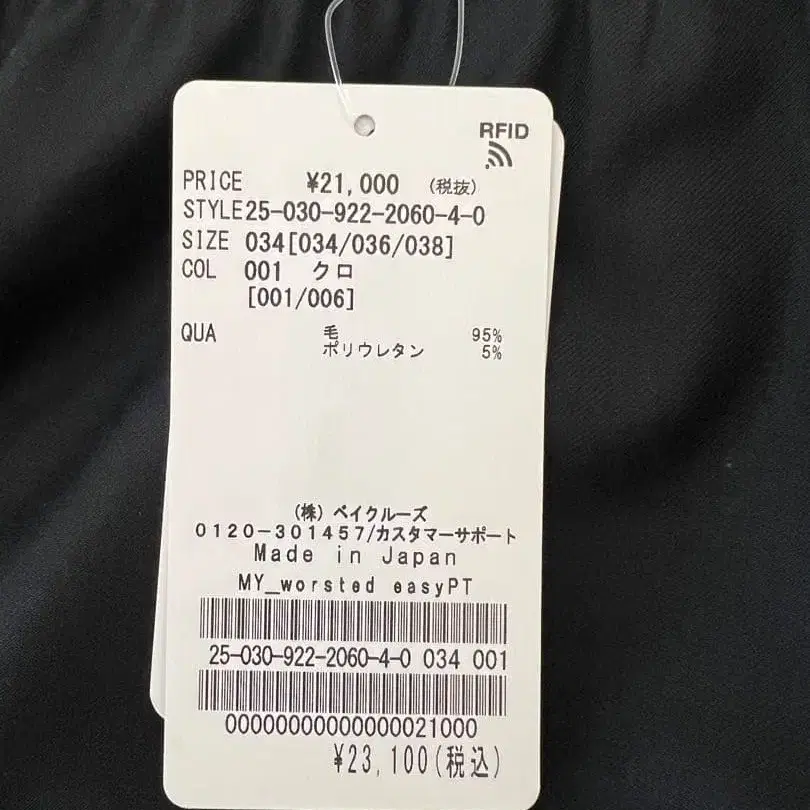 RFID
PRICE ¥21,000 (税抜)
STYLE25-030-922-2060-4-0
SIZE 034[034/036/038]
COL 001 クロ
[001/006]
QUA 毛 95%
ポリウレタン 5%
(株) ベイクルーズ
0120-301457/カスタマーサポート
Made in Japan
MY_worsted easyPT
25-030-922-2060-4-0 034 001
00000000000000021000
¥23,100(税込)